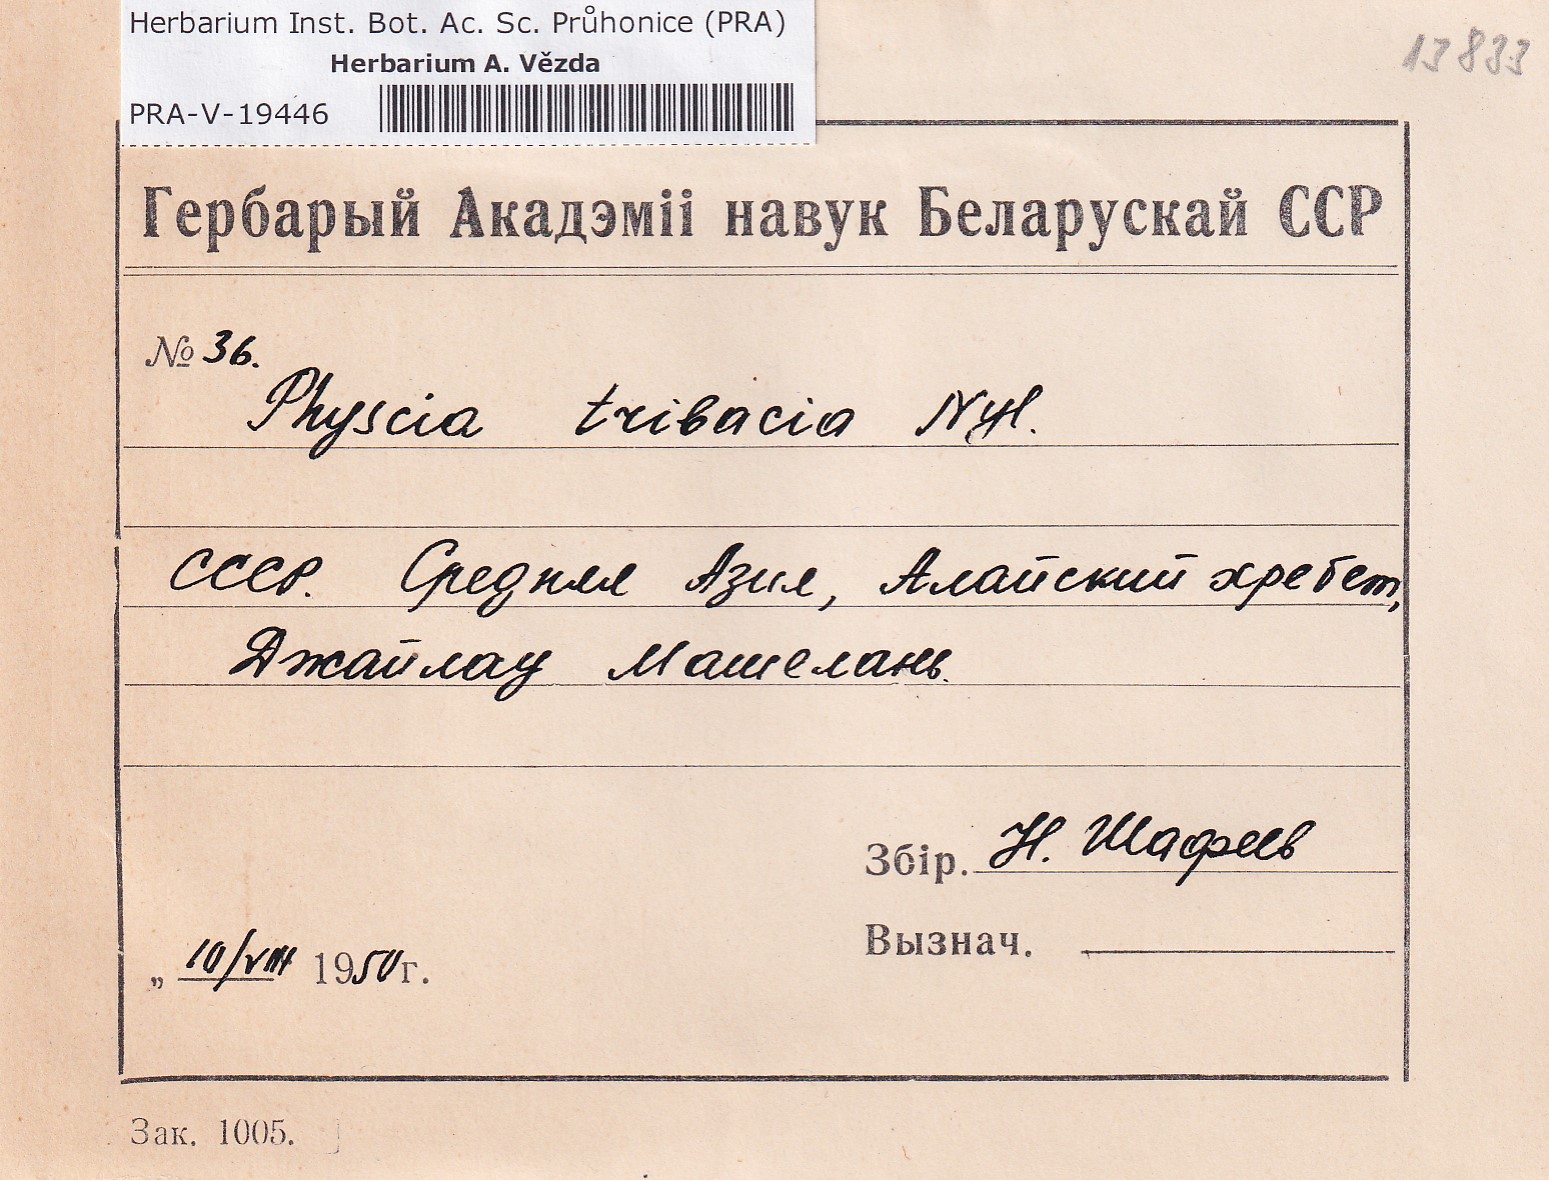 Herbarium Inst. Bot. Ac. Sc. Průhonice (PRA)
Herbarium A. Vězda
PRA-V-19446
13833
Гербарый Акадэміі навук Беларускай ССР
№ 36.
Physcia tribacia Nyl.
СССР. Средняя Азия, Алайский хребет,
Джайлау Машелань.
Збір. Н. Шафеев
Вызнач.
„ 10/VIII 1950 г.
Зак. 1005.